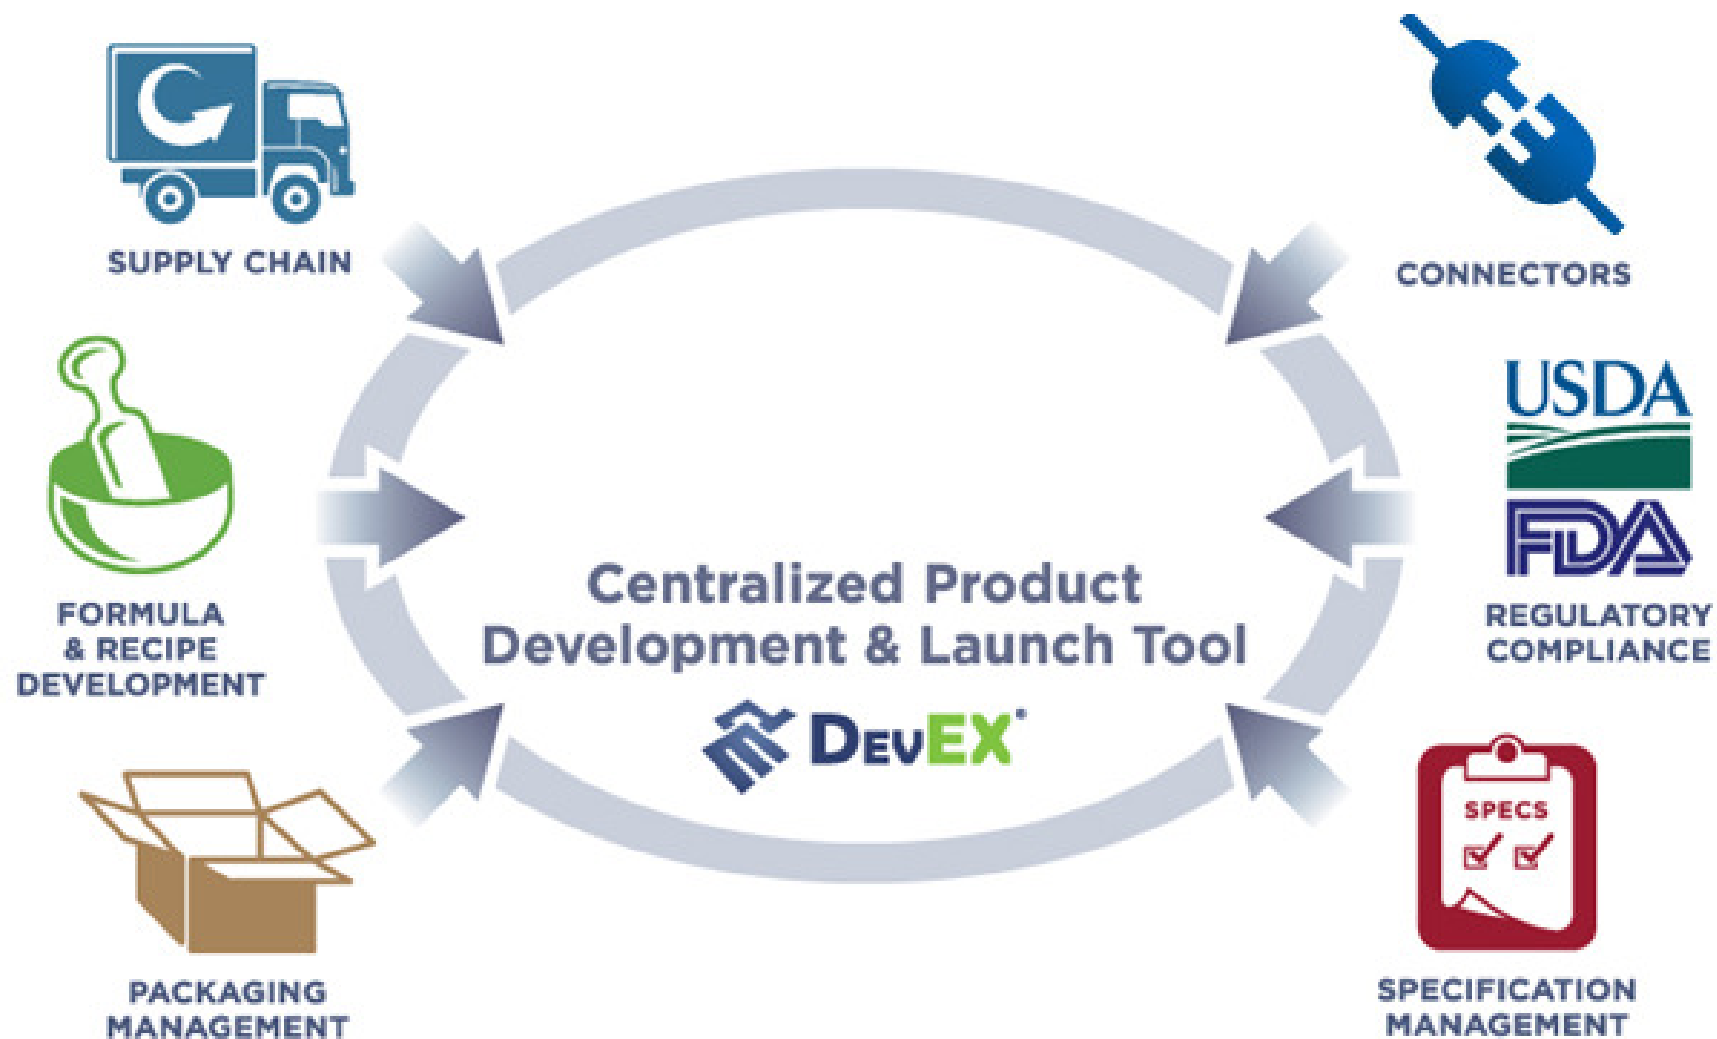 SUPPLY CHAIN
CONNECTORS
FORMULA
& RECIPE
DEVELOPMENT
USDA
FDA
REGULATORY
COMPLIANCE
Centralized Product
Development & Launch Tool
DEVEX
PACKAGING
MANAGEMENT
SPECS
SPECIFICATION
MANAGEMENT